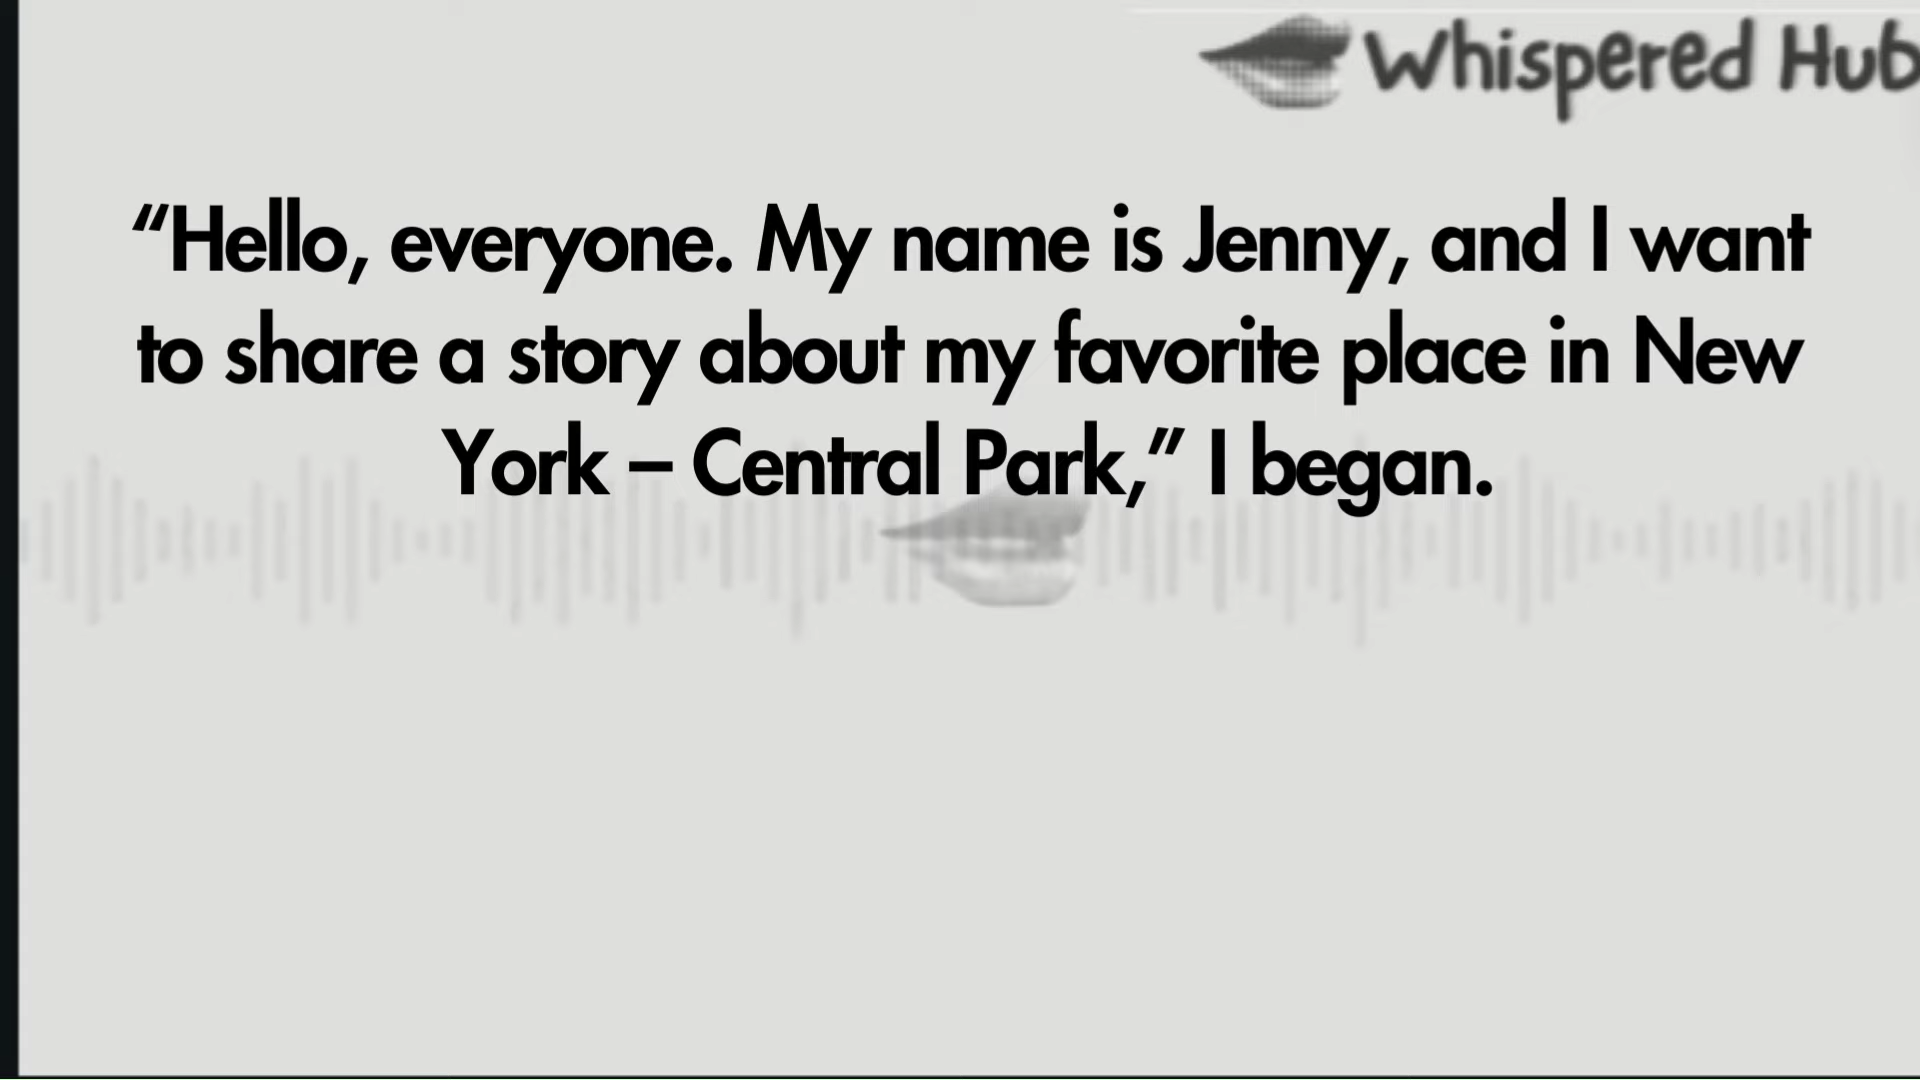 Whispered Hub
“Hello, everyone. My name is Jenny, and I want
to share a story about my favorite place in New
York – Central Park,” I began.